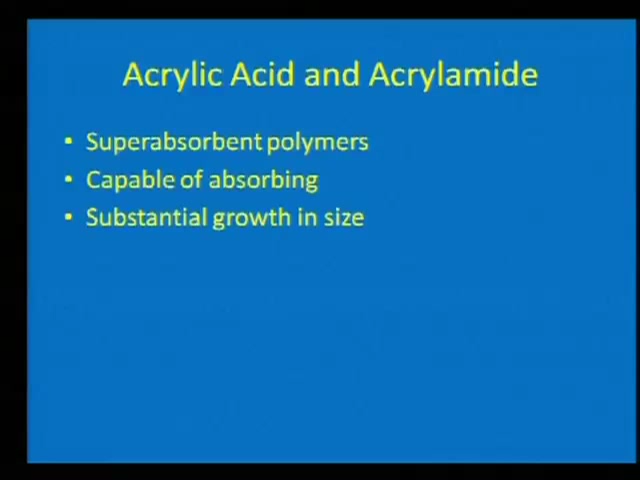 Acrylic Acid and Acrylamide
• Superabsorbent polymers
• Capable of absorbing
• Substantial growth in size